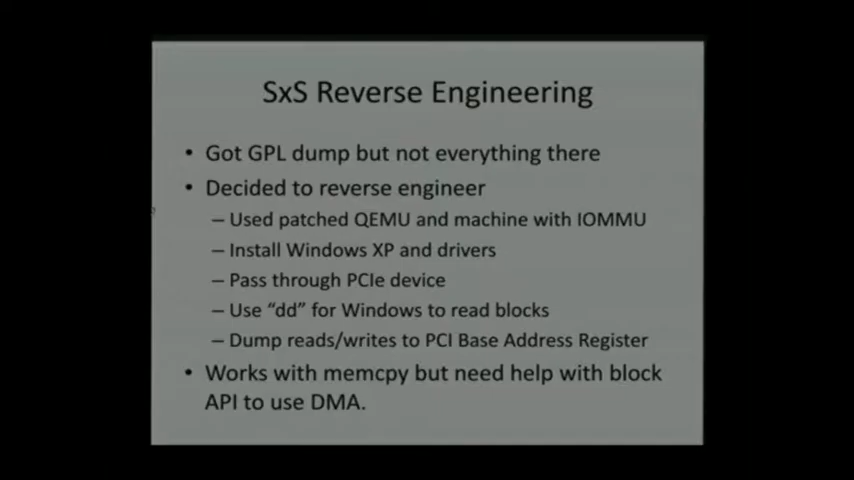 SxS Reverse Engineering
• Got GPL dump but not everything there
• Decided to reverse engineer
– Used patched QEMU and machine with IOMMU
– Install Windows XP and drivers
– Pass through PCIe device
– Use “dd” for Windows to read blocks
– Dump reads/writes to PCI Base Address Register
• Works with memcpy but need help with block
API to use DMA.